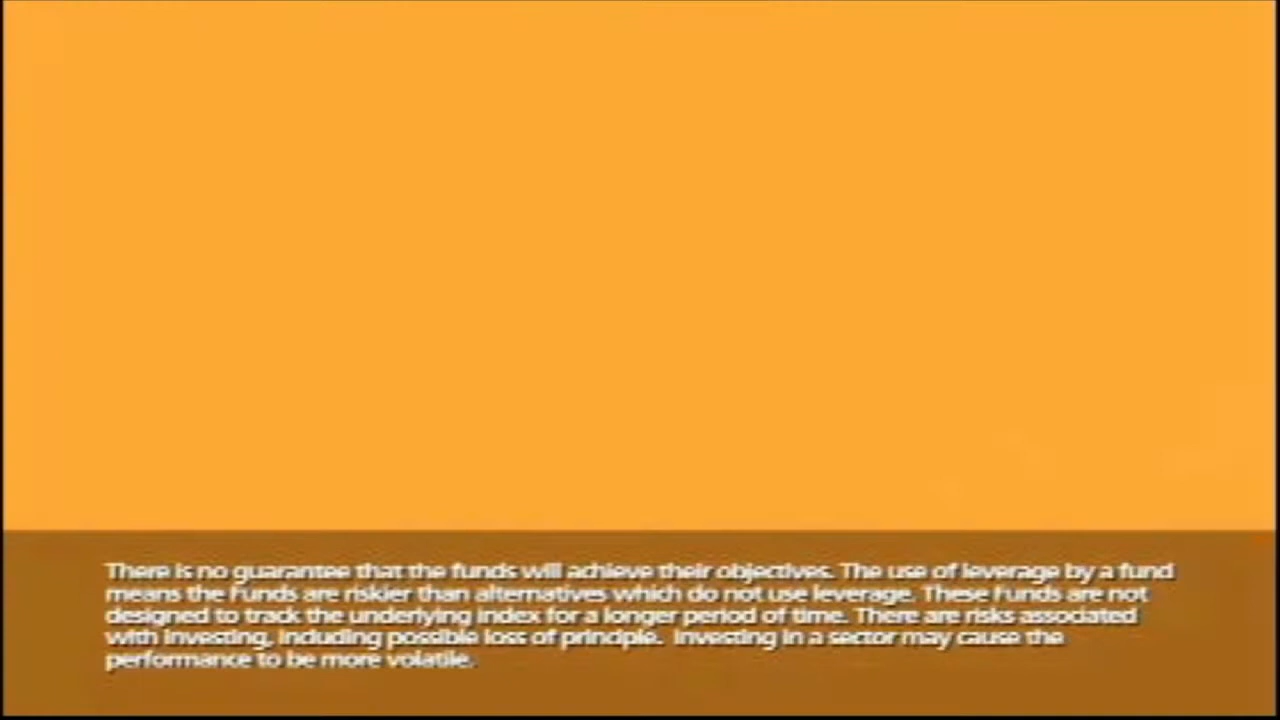 There is no guarantee that the funds will achieve their objectives. The use of leverage by a fund
means the Funds are riskier than alternatives which do not use leverage. These Funds are not
designed to track the underlying index for a longer period of time. There are risks associated
with investing, including possible loss of principle. Investing in a sector may cause the
performance to be more volatile.